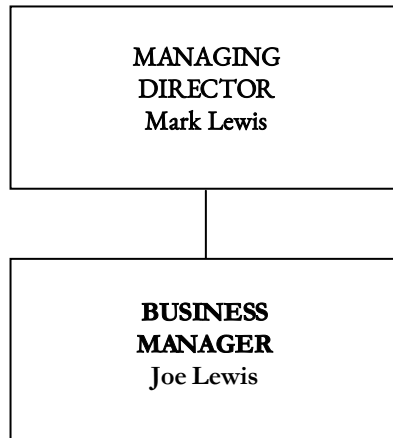 MANAGING
DIRECTOR
Mark Lewis
BUSINESS
MANAGER
Joe Lewis